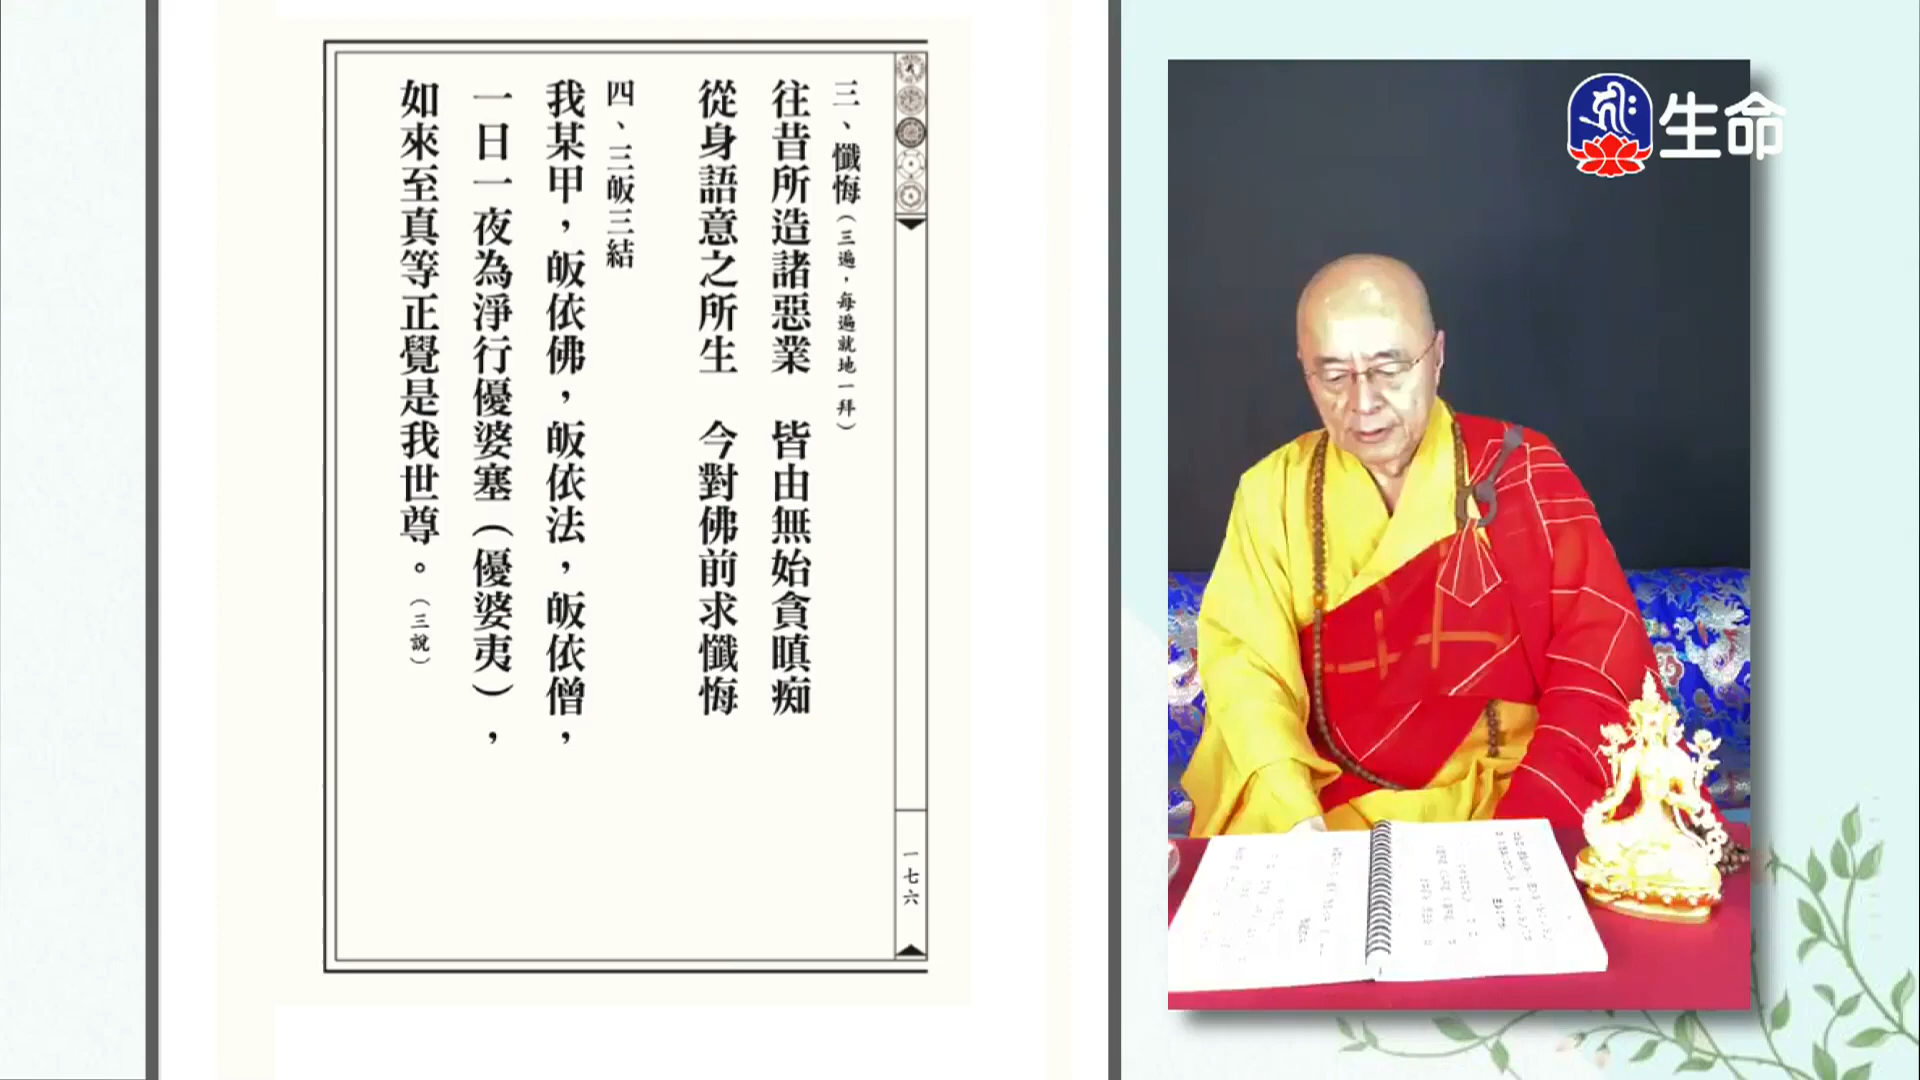 三、懺悔（三遍，每遍就地一拜）
往昔所造諸惡業　皆由無始貪瞋痴
從身語意之所生　今對佛前求懺悔
四、三皈三結
我某甲，皈依佛，皈依法，皈依僧，
一日一夜為淨行優婆塞（優婆夷），
如來至真等正覺是我世尊。（三說）
一七六
生命